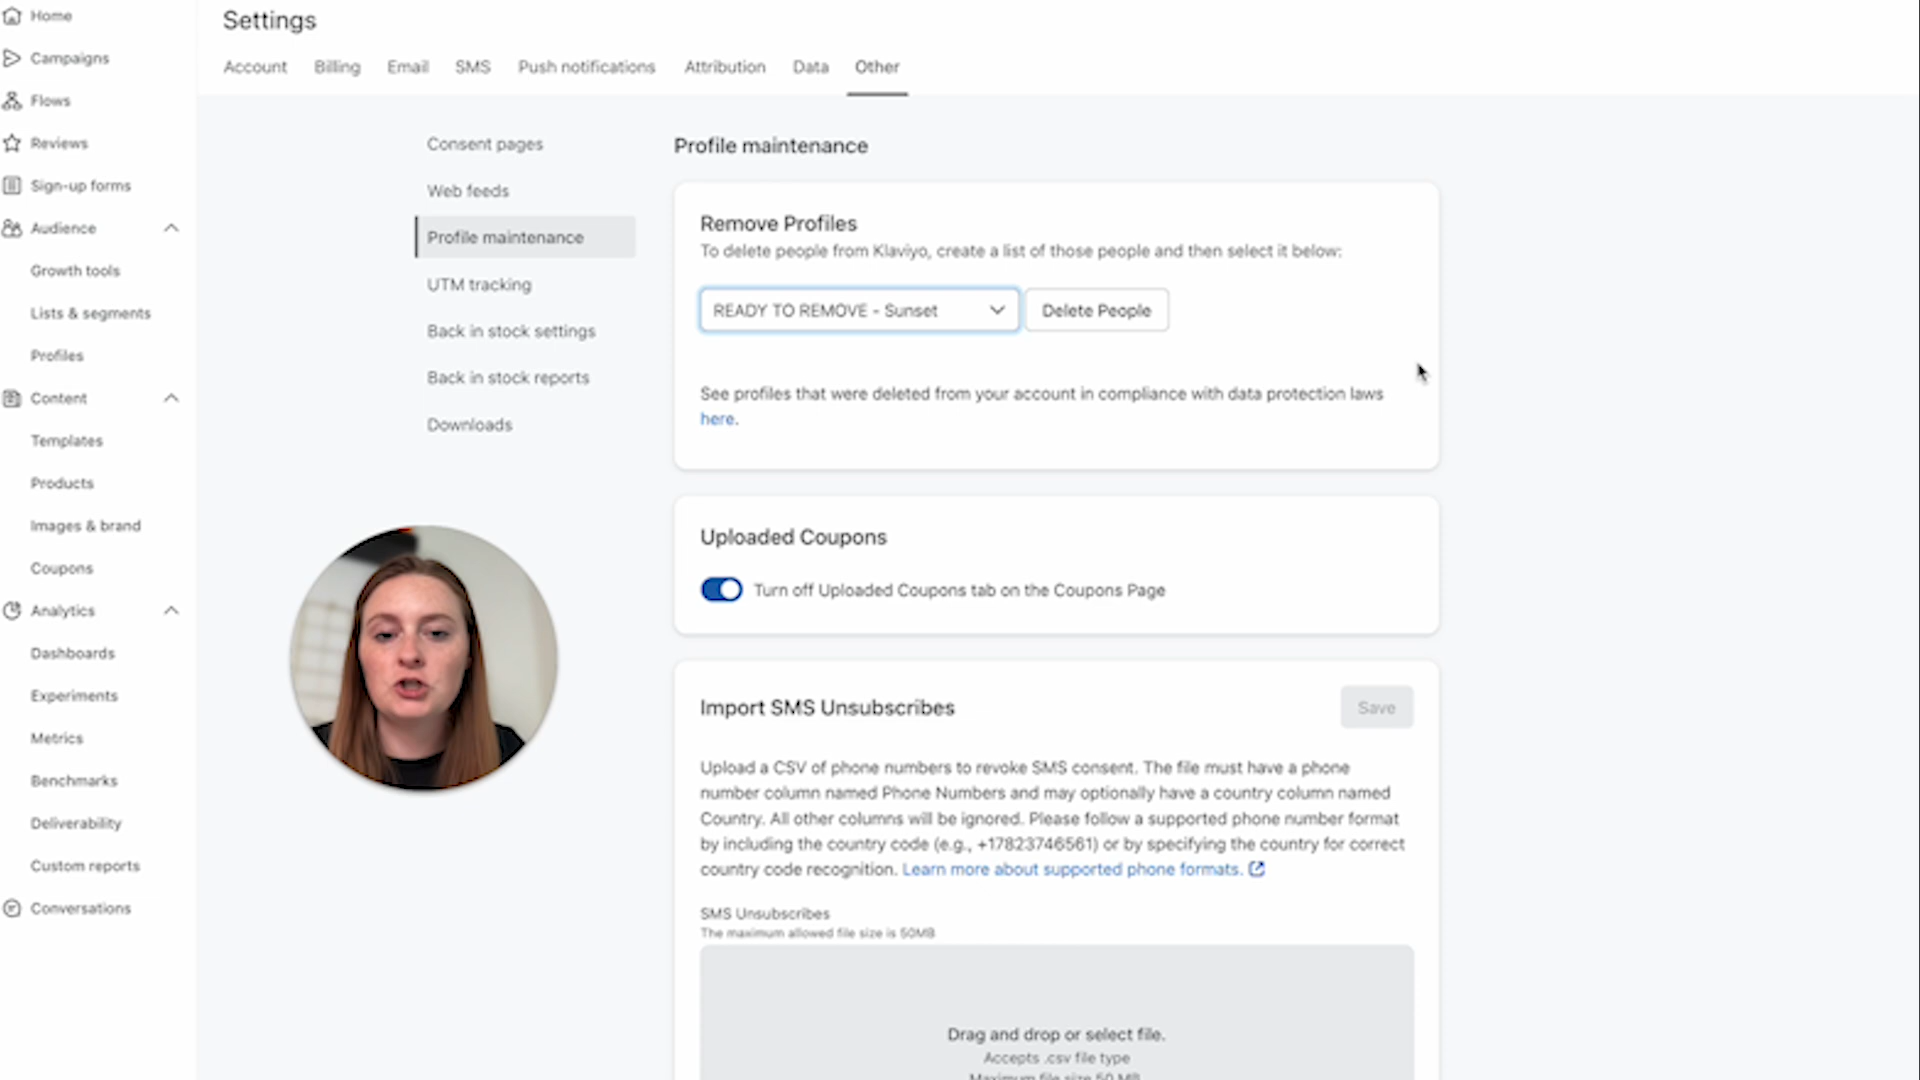 Home
Campaigns
Flows
Reviews
Sign-up forms
Audience
Growth tools
Lists & segments
Profiles
Content
Templates
Products
Images & brand
Coupons
Analytics
Dashboards
Experiments
Metrics
Benchmarks
Deliverability
Custom reports
Conversations
Settings
Account Billing Email SMS Push notifications Attribution Data Other
Consent pages
Web feeds
Profile maintenance
UTM tracking
Back in stock settings
Back in stock reports
Downloads
Profile maintenance
Remove Profiles
To delete people from Klaviyo, create a list of those people and then select it below:
READY TO REMOVE - Sunset
Delete People
See profiles that were deleted from your account in compliance with data protection laws
here.
Uploaded Coupons
Turn off Uploaded Coupons tab on the Coupons Page
Import SMS Unsubscribes
Save
Upload a CSV of phone numbers to revoke SMS consent. The file must have a phone
number column named Phone Numbers and may optionally have a country column named
Country. All other columns will be ignored. Please follow a supported phone number format
by including the country code (e.g., +17823746561) or by specifying the country for correct
country code recognition. Learn more about supported phone formats.
SMS Unsubscribes
The maximum allowed file size is 50MB
Drag and drop or select file.
Accepts .csv file type
Maximum file size 50 MB